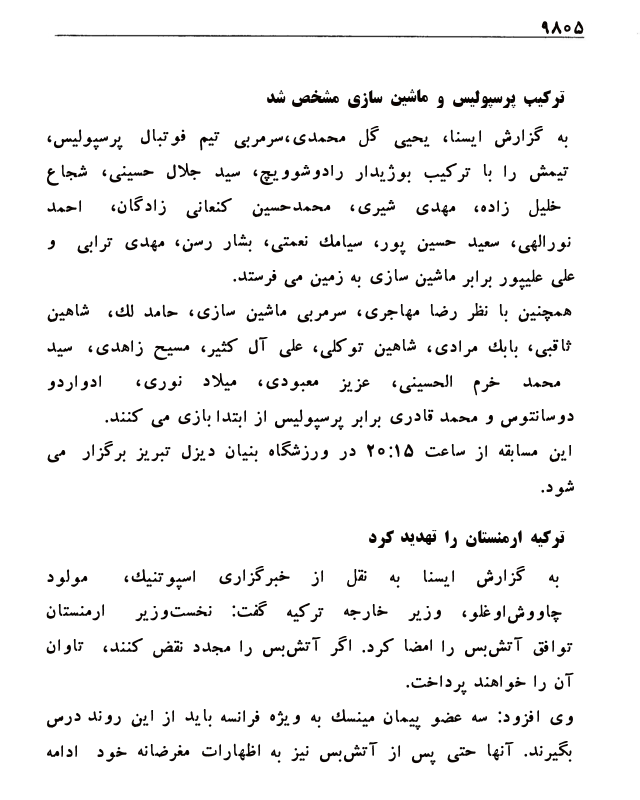 ۹۸۰۵
ترکیب پرسپولیس و ماشین سازی مشخص شد
به گزارش ایسنا، یحیی گل محمدی،سرمربی تیم فوتبال پرسپولیس،
تیمش را با ترکیب بوژیدار رادوشوویچ، سید جلال حسینی، شجاع
خلیل زاده، مهدی شیری، محمدحسین کنعانی زادگان، احمد
نورالهی، سعید حسین پور، سیامك نعمتی، بشار رسن، مهدی ترابی و
علی علیپور برابر ماشین سازی به زمین می فرستد.
همچنین با نظر رضا مهاجری، سرمربی ماشین سازی، حامد لك، شاهین
ثاقبی، بابك مرادی، شاهین توکلی، علی آل کثیر، مسیح زاهدی، سید
محمد خرم الحسینی، عزیز معبودی، میلاد نوری، ادواردو
دوسانتوس و محمد قادری برابر پرسپولیس از ابتدا بازی می کنند.
این مسابقه از ساعت ۲۰:۱۵ در ورزشگاه بنیان دیزل تبریز برگزار می
شود.
ترکیه ارمنستان را تهدید کرد
به گزارش ایسنا به نقل از خبرگزاری اسپوتنیك، مولود
چاووش‌اوغلو، وزیر خارجه ترکیه گفت: نخست‌وزیر ارمنستان
توافق آتش‌بس را امضا کرد. اگر آتش‌بس را مجدد نقض کنند، تاوان
آن را خواهند پرداخت.
وی افزود: سه عضو پیمان مینسك به ویژه فرانسه باید از این روند درس
بگیرند. آنها حتی پس از آتش‌بس نیز به اظهارات مغرضانه خود ادامه